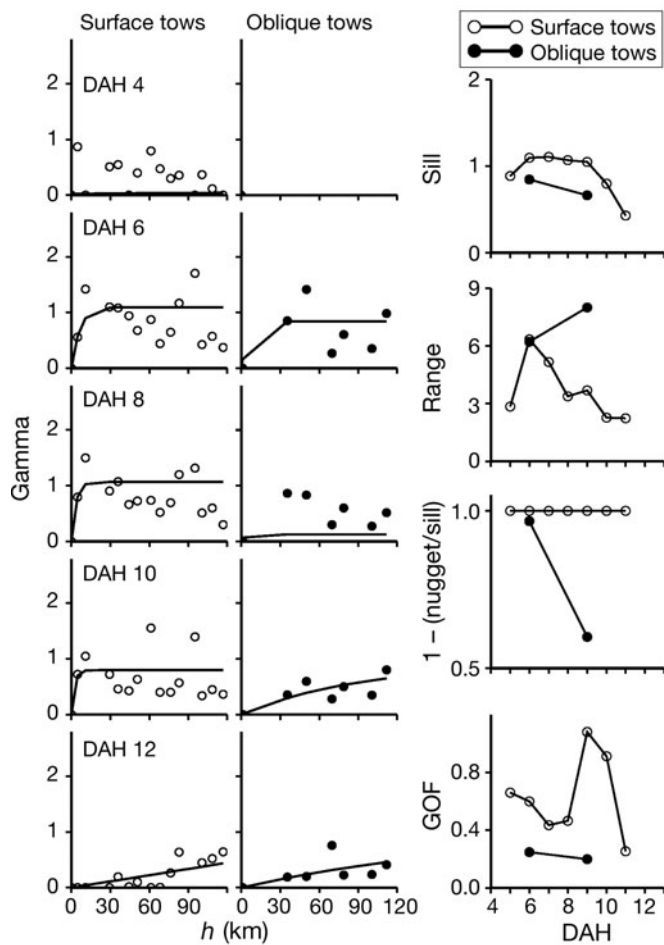 Surface tows Oblique tows
Surface tows
Oblique tows
DAH 4
2
1
0
DAH 6
2
1
0
DAH 8
2
1
0
DAH 10
2
1
0
DAH 12
2
1
0
Gamma
0 30 60 90 0 30 60 90 120
h (km)
2
1
0
Sill
9
6
3
0
Range
1.0
0.5
1 – (nugget/sill)
0.8
0.4
0.0
GOF
4 6 8 10 12
DAH